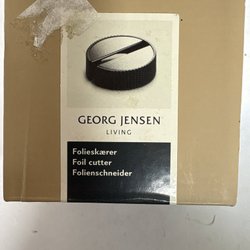 GEORG JENSEN
LIVING
Folieskærer
Foil cutter
Folienschneider